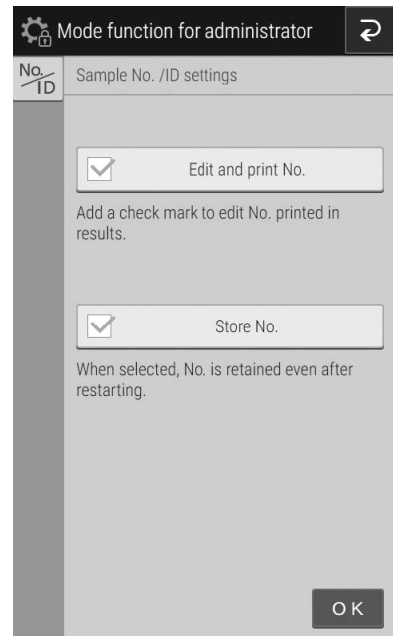 Mode function for administrator
No./ID
Sample No. /ID settings
Edit and print No.
Add a check mark to edit No. printed in
results.
Store No.
When selected, No. is retained even after
restarting.
OK